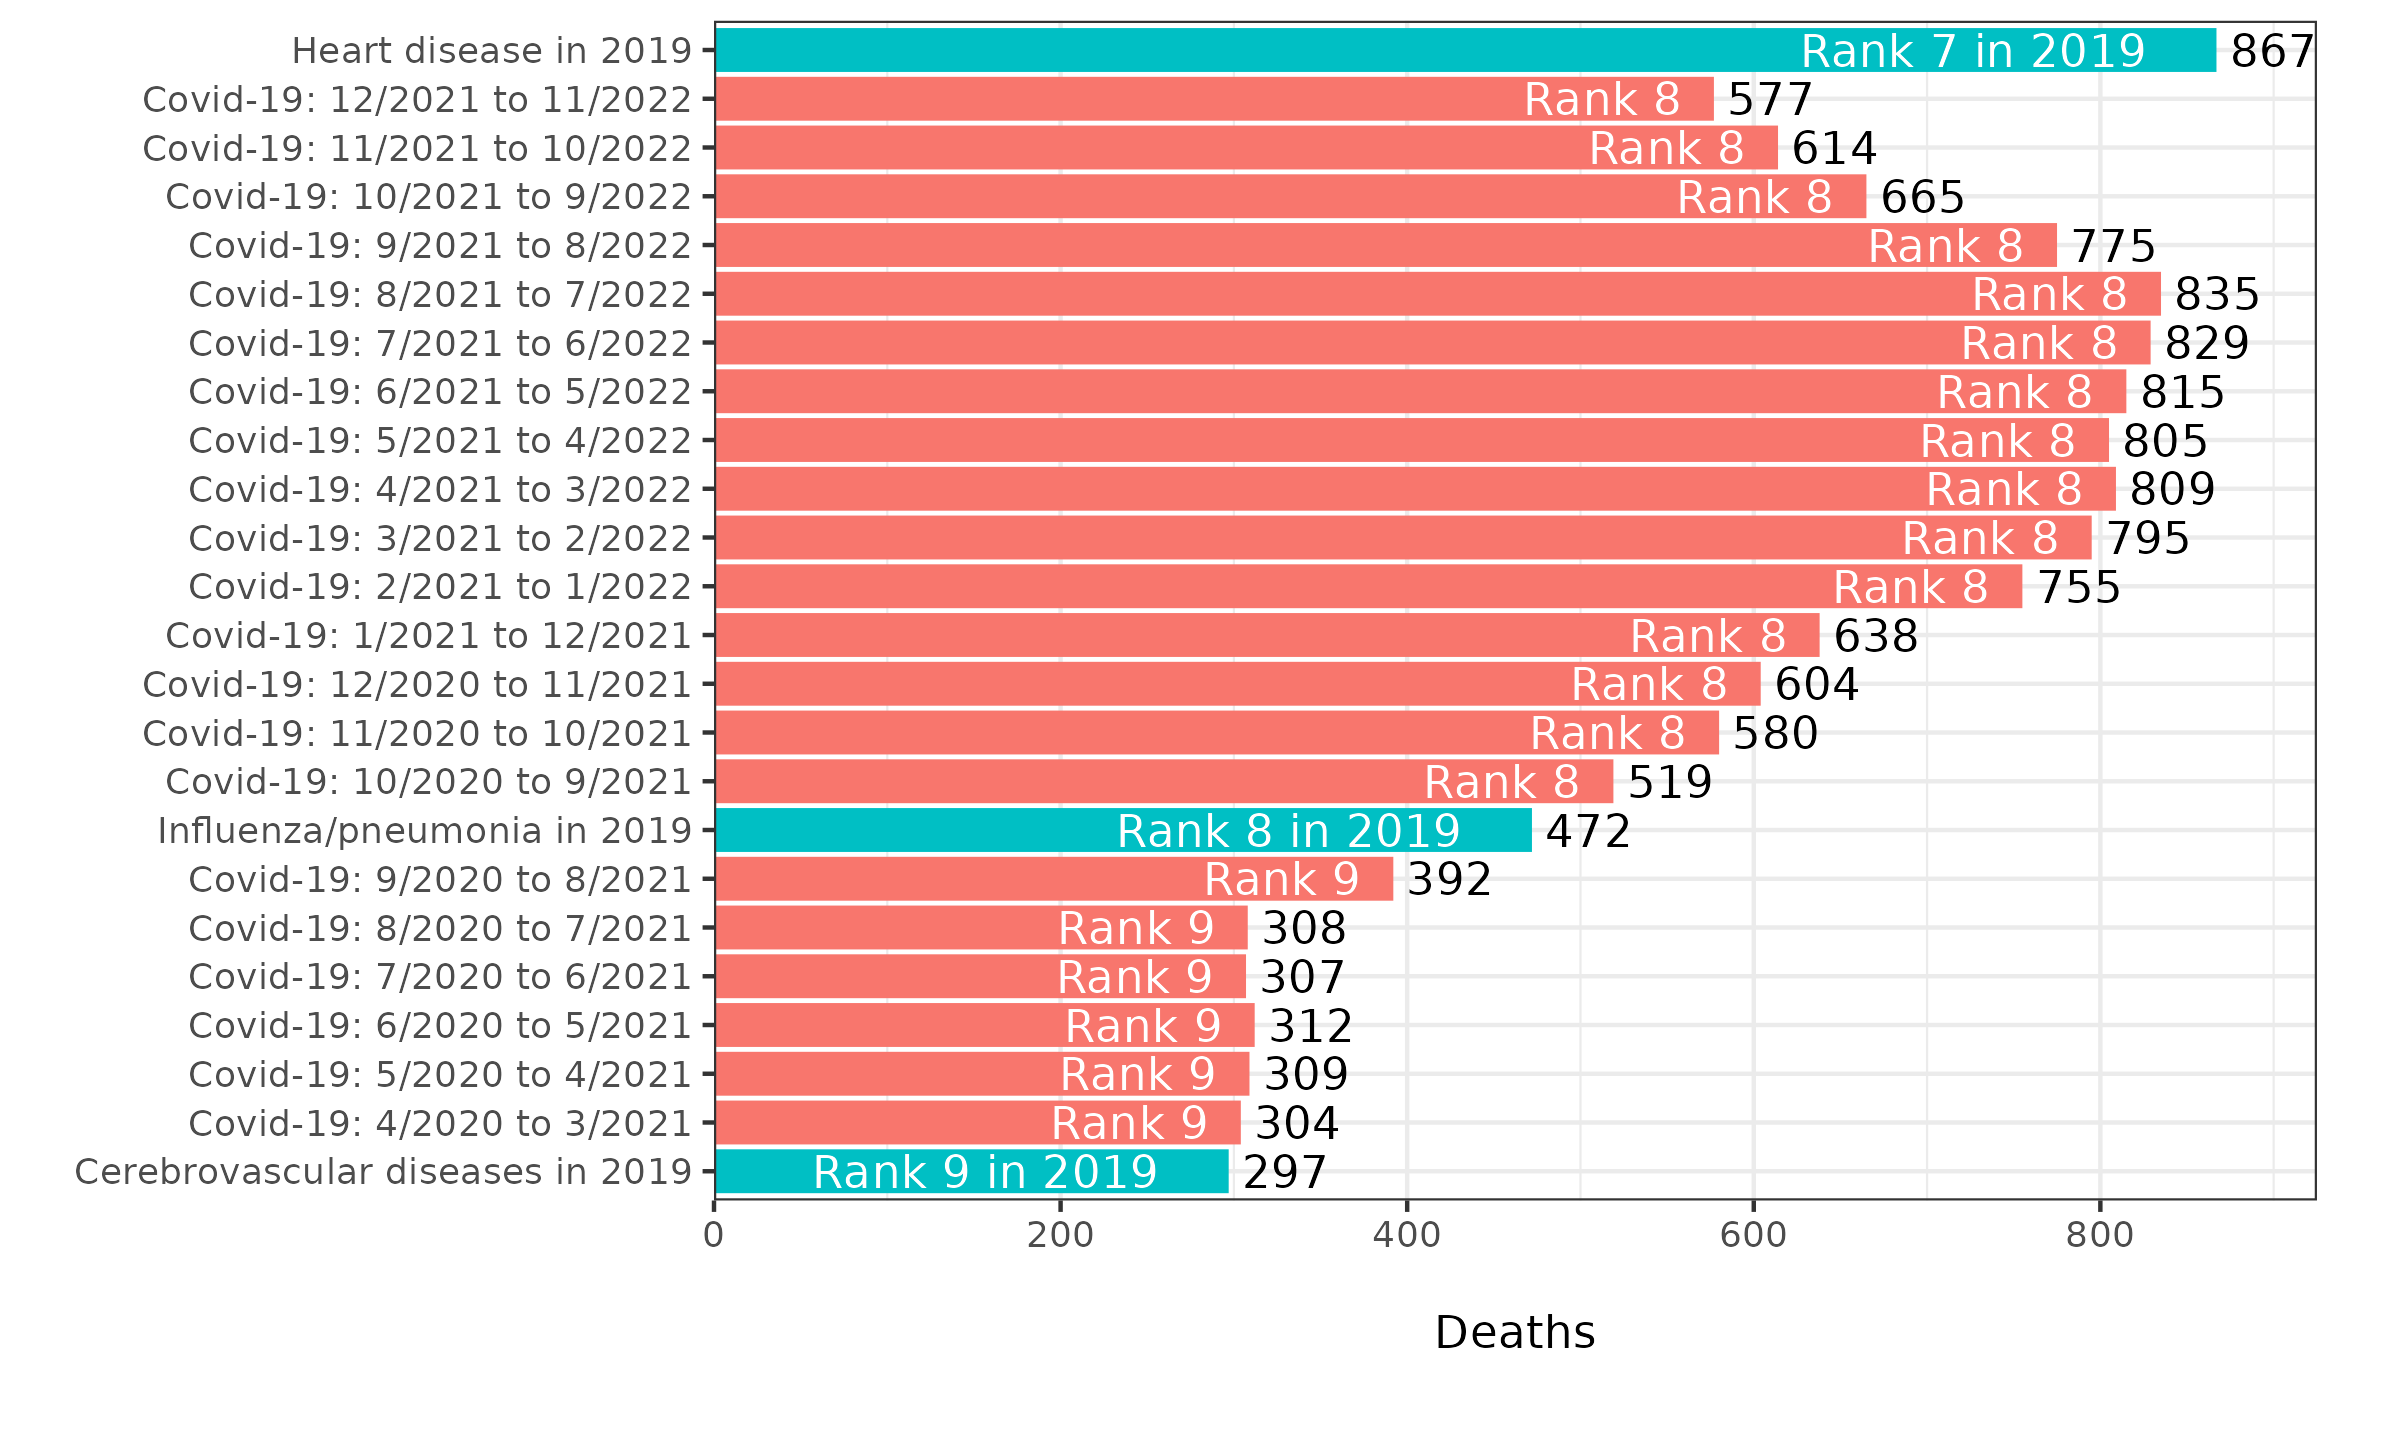 Heart disease in 2019 Rank 7 in 2019 867
Covid-19: 12/2021 to 11/2022 Rank 8 577
Covid-19: 11/2021 to 10/2022 Rank 8 614
Covid-19: 10/2021 to 9/2022 Rank 8 665
Covid-19: 9/2021 to 8/2022 Rank 8 775
Covid-19: 8/2021 to 7/2022 Rank 8 835
Covid-19: 7/2021 to 6/2022 Rank 8 829
Covid-19: 6/2021 to 5/2022 Rank 8 815
Covid-19: 5/2021 to 4/2022 Rank 8 805
Covid-19: 4/2021 to 3/2022 Rank 8 809
Covid-19: 3/2021 to 2/2022 Rank 8 795
Covid-19: 2/2021 to 1/2022 Rank 8 755
Covid-19: 1/2021 to 12/2021 Rank 8 638
Covid-19: 12/2020 to 11/2021 Rank 8 604
Covid-19: 11/2020 to 10/2021 Rank 8 580
Covid-19: 10/2020 to 9/2021 Rank 8 519
Influenza/pneumonia in 2019 Rank 8 in 2019 472
Covid-19: 9/2020 to 8/2021 Rank 9 392
Covid-19: 8/2020 to 7/2021 Rank 9 308
Covid-19: 7/2020 to 6/2021 Rank 9 307
Covid-19: 6/2020 to 5/2021 Rank 9 312
Covid-19: 5/2020 to 4/2021 Rank 9 309
Covid-19: 4/2020 to 3/2021 Rank 9 304
Cerebrovascular diseases in 2019 Rank 9 in 2019 297
0 200 400 600 800
Deaths